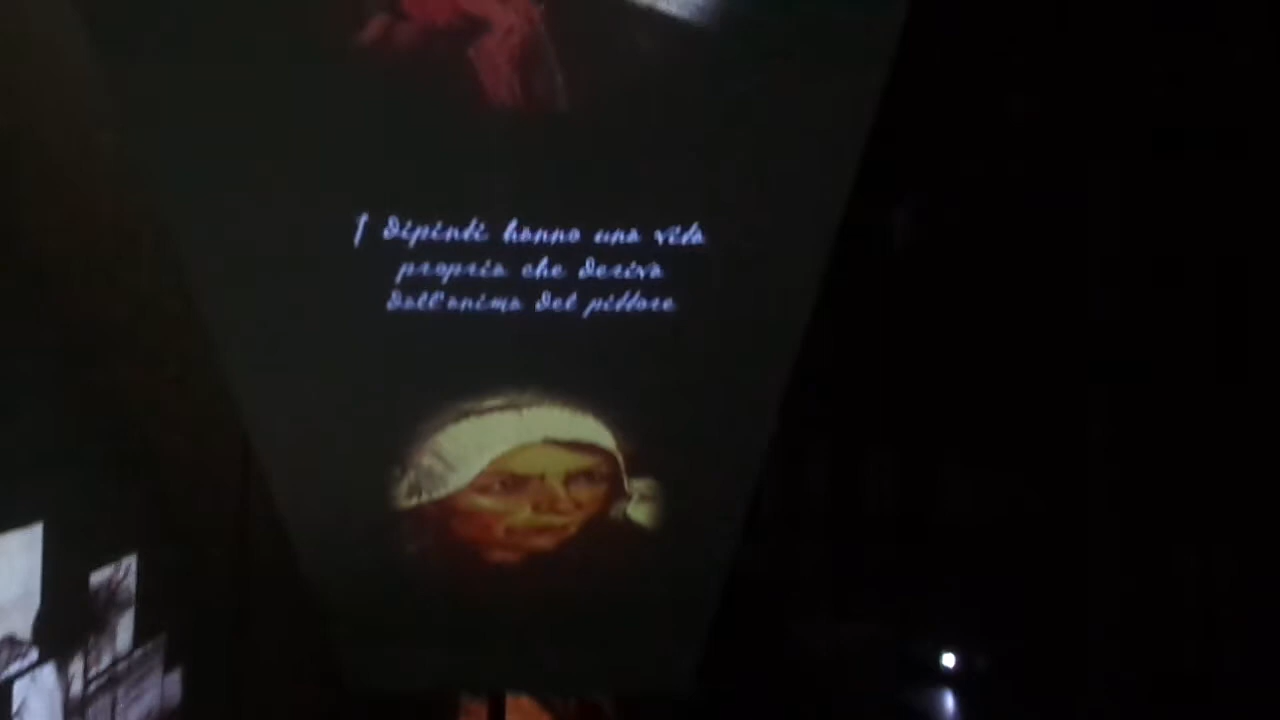 I dipinti hanno una vita
propria che deriva
dall'anima del pittore